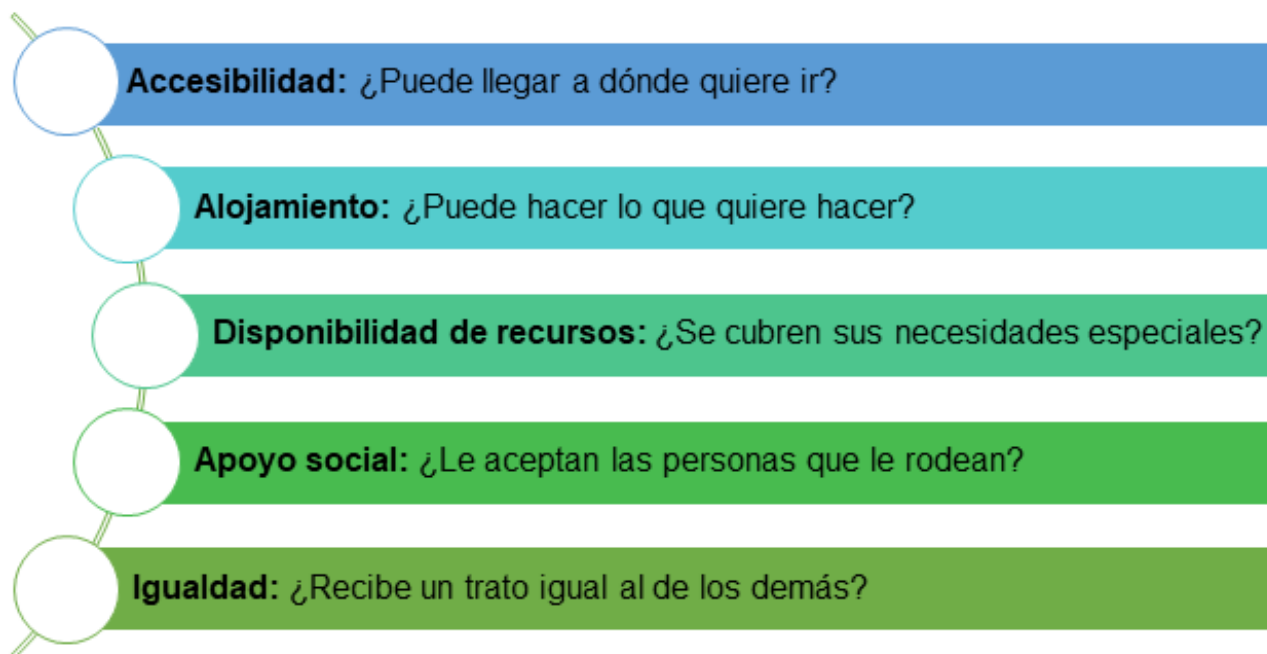 Accesibilidad: ¿Puede llegar a dónde quiere ir?
Alojamiento: ¿Puede hacer lo que quiere hacer?
Disponibilidad de recursos: ¿Se cubren sus necesidades especiales?
Apoyo social: ¿Le aceptan las personas que le rodean?
Igualdad: ¿Recibe un trato igual al de los demás?